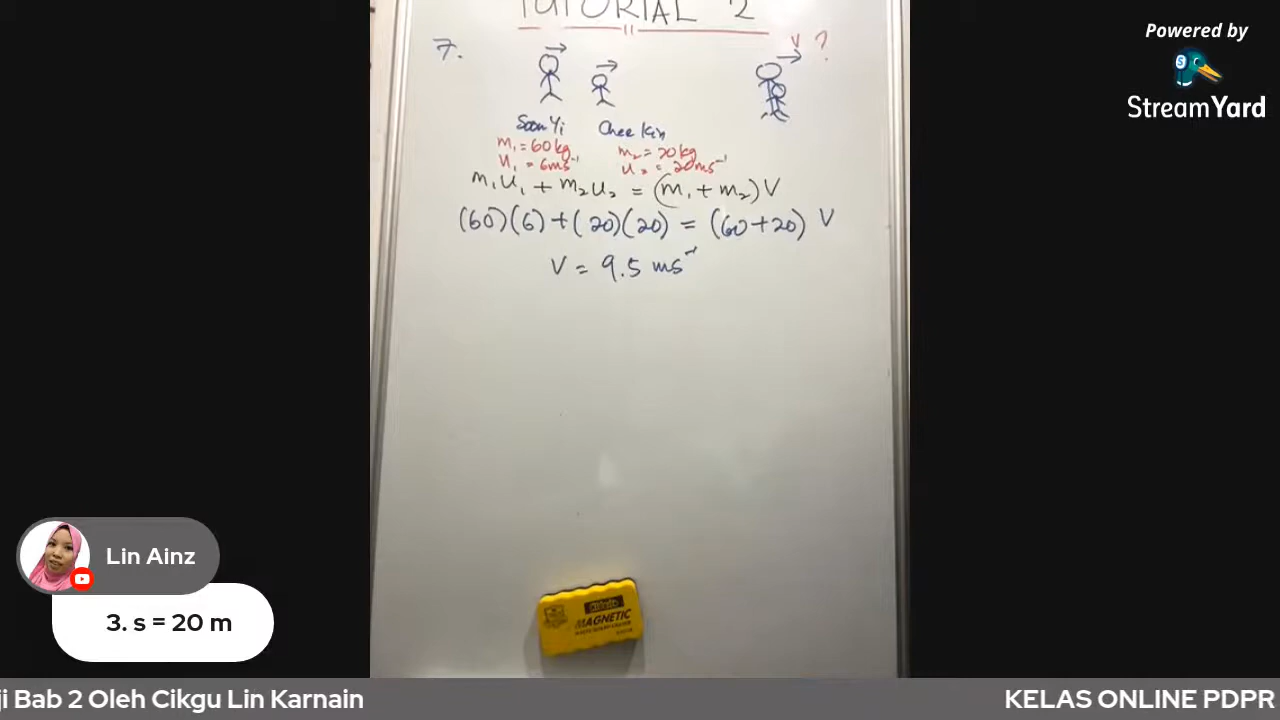 TUTORIAL 2
7.
V ?
Soon Yi Chee Kin
m₁ = 60 kg m₂ = 20 kg
u₁ = 6 ms⁻¹ u₂ = 20 ms⁻¹
m₁u₁ + m₂u₂ = (m₁ + m₂) V
(60)(6) + (20)(20) = (60+20) V
V = 9.5 ms⁻¹
MAGNETIC
Powered by
StreamYard
Lin Ainz
3. s = 20 m
ji Bab 2 Oleh Cikgu Lin Karnain KELAS ONLINE PDPR